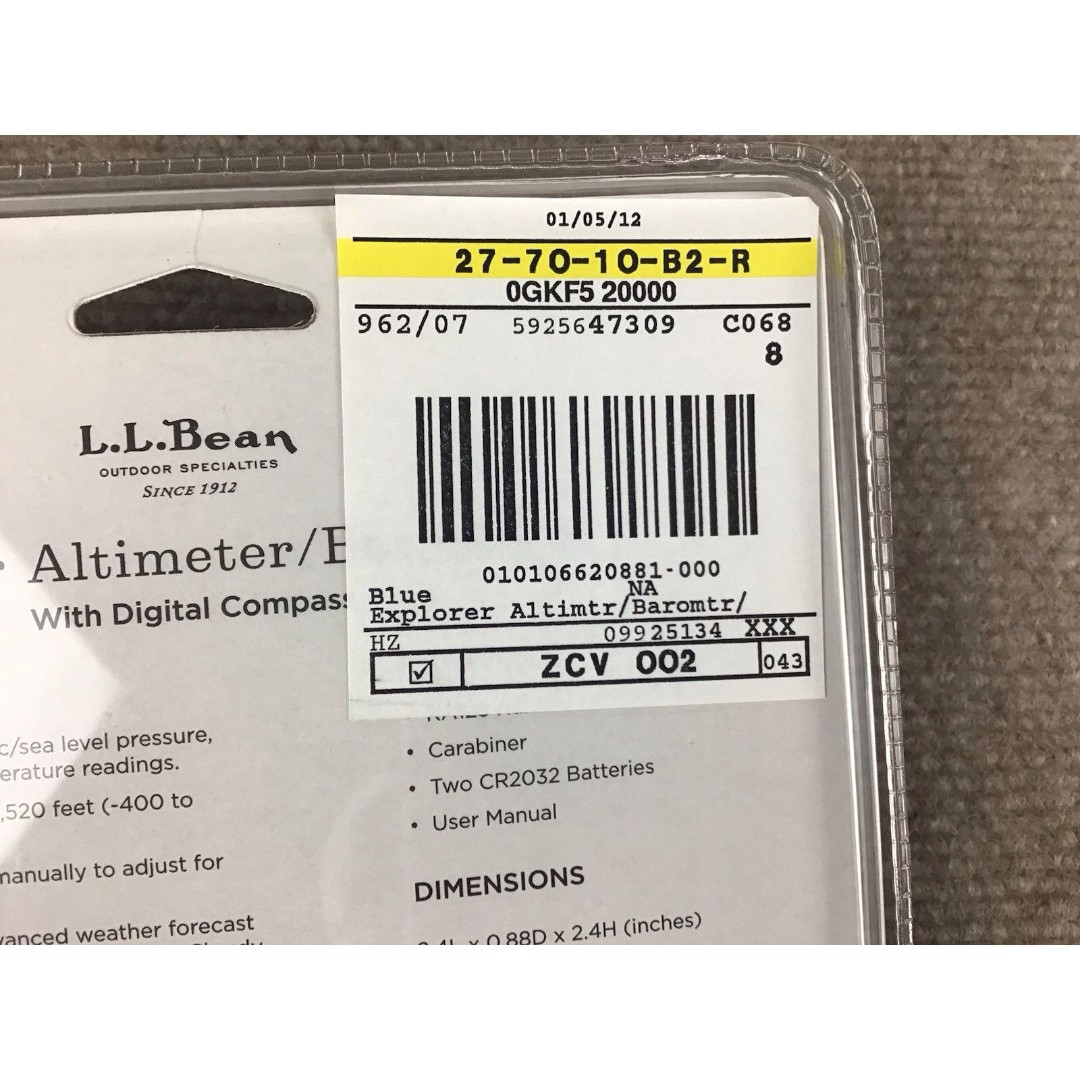 01/05/12
27-70-10-B2-R
0GKF5 20000
962/07 5925647309 C068
8
010106620881-000
Blue NA
Explorer Altimtr/Baromtr/
HZ 09925134 XXX
ZCV 002 043
L.L.Bean
OUTDOOR SPECIALTIES
SINCE 1912
Altimeter/B
With Digital Compass
c/sea level pressure,
erature readings.
,520 feet (-400 to
manually to adjust for
vanced weather forecast
• Carabiner
• Two CR2032 Batteries
• User Manual
DIMENSIONS
x 0.88D x 2.4H (inches)